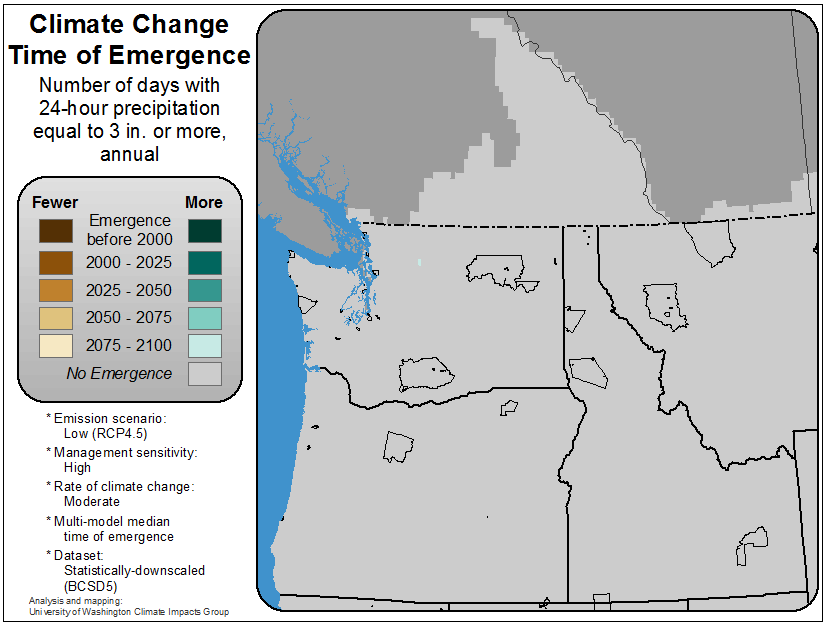 Climate Change
Time of Emergence
Number of days with
24-hour precipitation
equal to 3 in. or more,
annual
Fewer More
Emergence
before 2000
2000 - 2025
2025 - 2050
2050 - 2075
2075 - 2100
No Emergence
* Emission scenario:
Low (RCP4.5)
* Management sensitivity:
High
* Rate of climate change:
Moderate
* Multi-model median
time of emergence
* Dataset:
Statistically-downscaled
(BCSD5)
Analysis and mapping:
University of Washington Climate Impacts Group